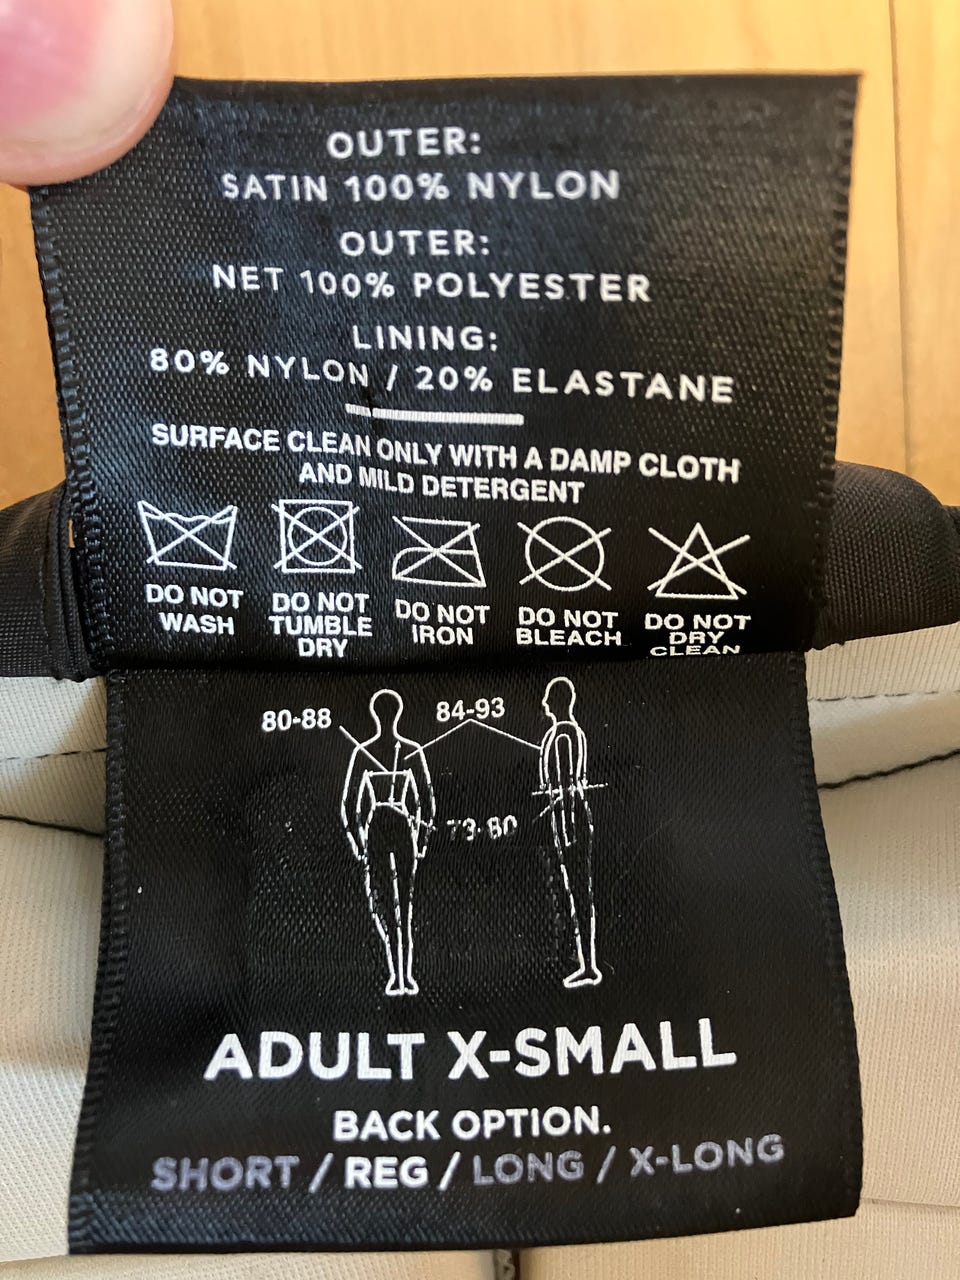 OUTER:
SATIN 100% NYLON
OUTER:
NET 100% POLYESTER
LINING:
80% NYLON / 20% ELASTANE
SURFACE CLEAN ONLY WITH A DAMP CLOTH
AND MILD DETERGENT
DO NOT WASH
DO NOT TUMBLE DRY
DO NOT IRON
DO NOT BLEACH
DO NOT DRY CLEAN
80-88
84-93
73-80
ADULT X-SMALL
BACK OPTION.
SHORT / REG / LONG / X-LONG